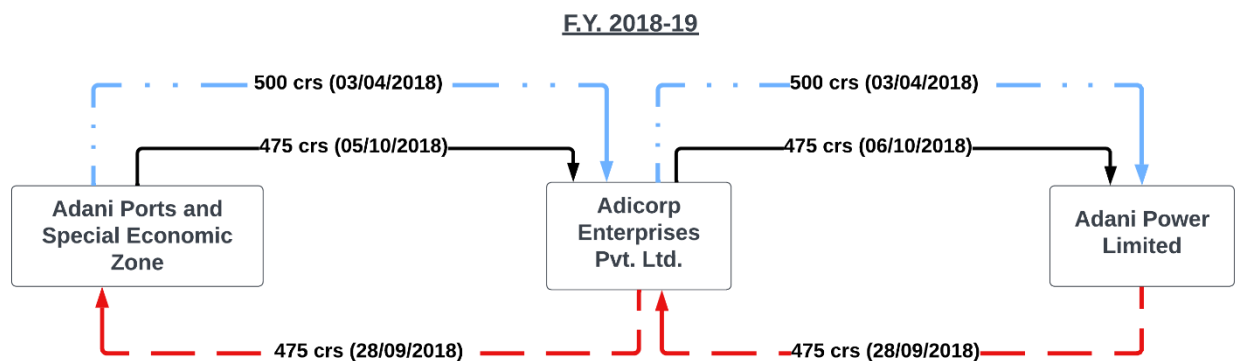 F.Y. 2018-19
500 crs (03/04/2018)
500 crs (03/04/2018)
475 crs (05/10/2018)
475 crs (06/10/2018)
Adani Ports and
Special Economic
Zone
Adicorp
Enterprises
Pvt. Ltd.
Adani Power
Limited
475 crs (28/09/2018)
475 crs (28/09/2018)